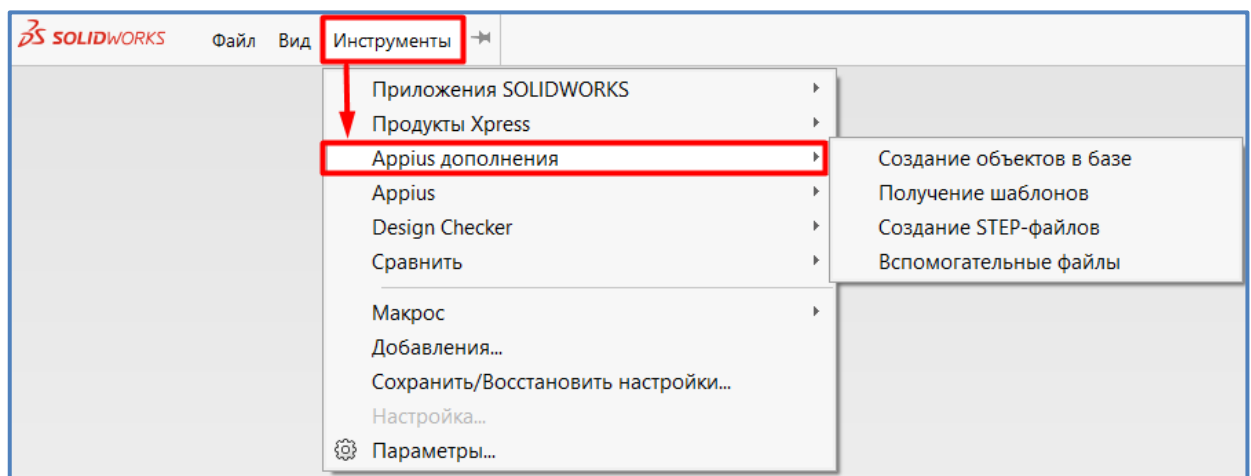 SOLIDWORKS Файл Вид Инструменты
Приложения SOLIDWORKS
Продукты Xpress
Appius дополнения
Appius
Design Checker
Сравнить
Макрос
Добавления...
Сохранить/Восстановить настройки...
Настройка...
Параметры...
Создание объектов в базе
Получение шаблонов
Создание STEP-файлов
Вспомогательные файлы